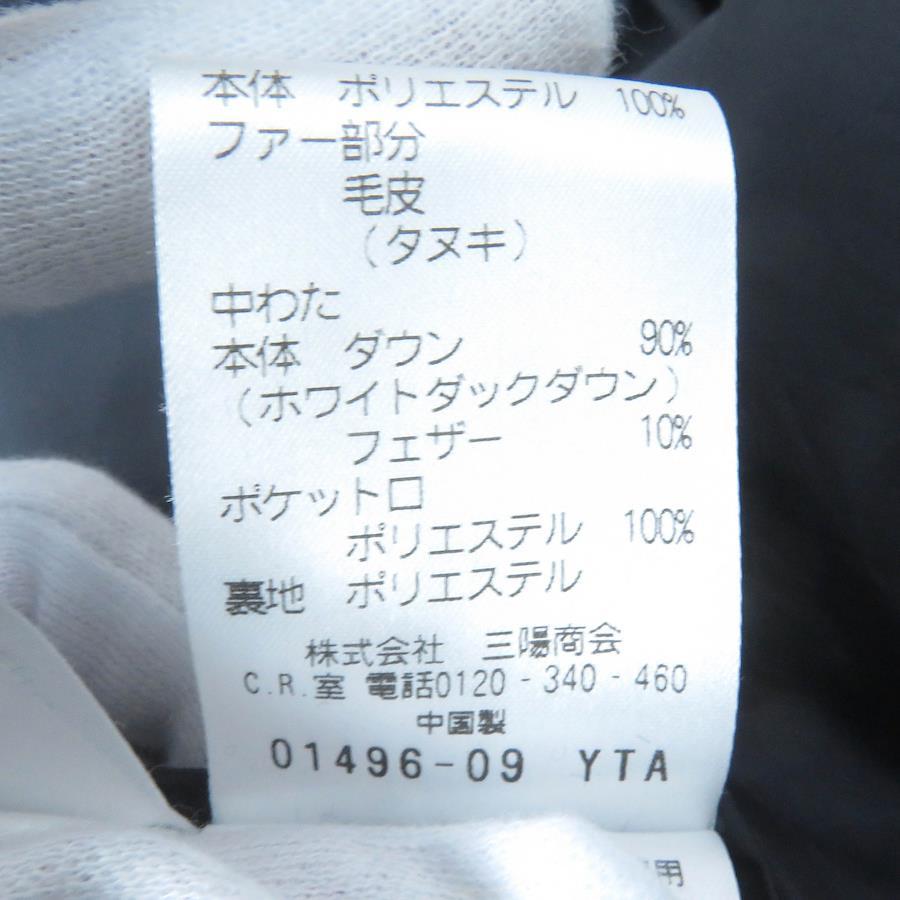 本体 ポリエステル 100%
ファー部分
毛皮
(タヌキ)
中わた
本体 ダウン 90%
(ホワイトダックダウン)
フェザー 10%
ポケット口
ポリエステル 100%
裏地 ポリエステル
株式会社 三陽商会
C.R.室 電話0120-340-460
中国製
01496-09 YTA
用